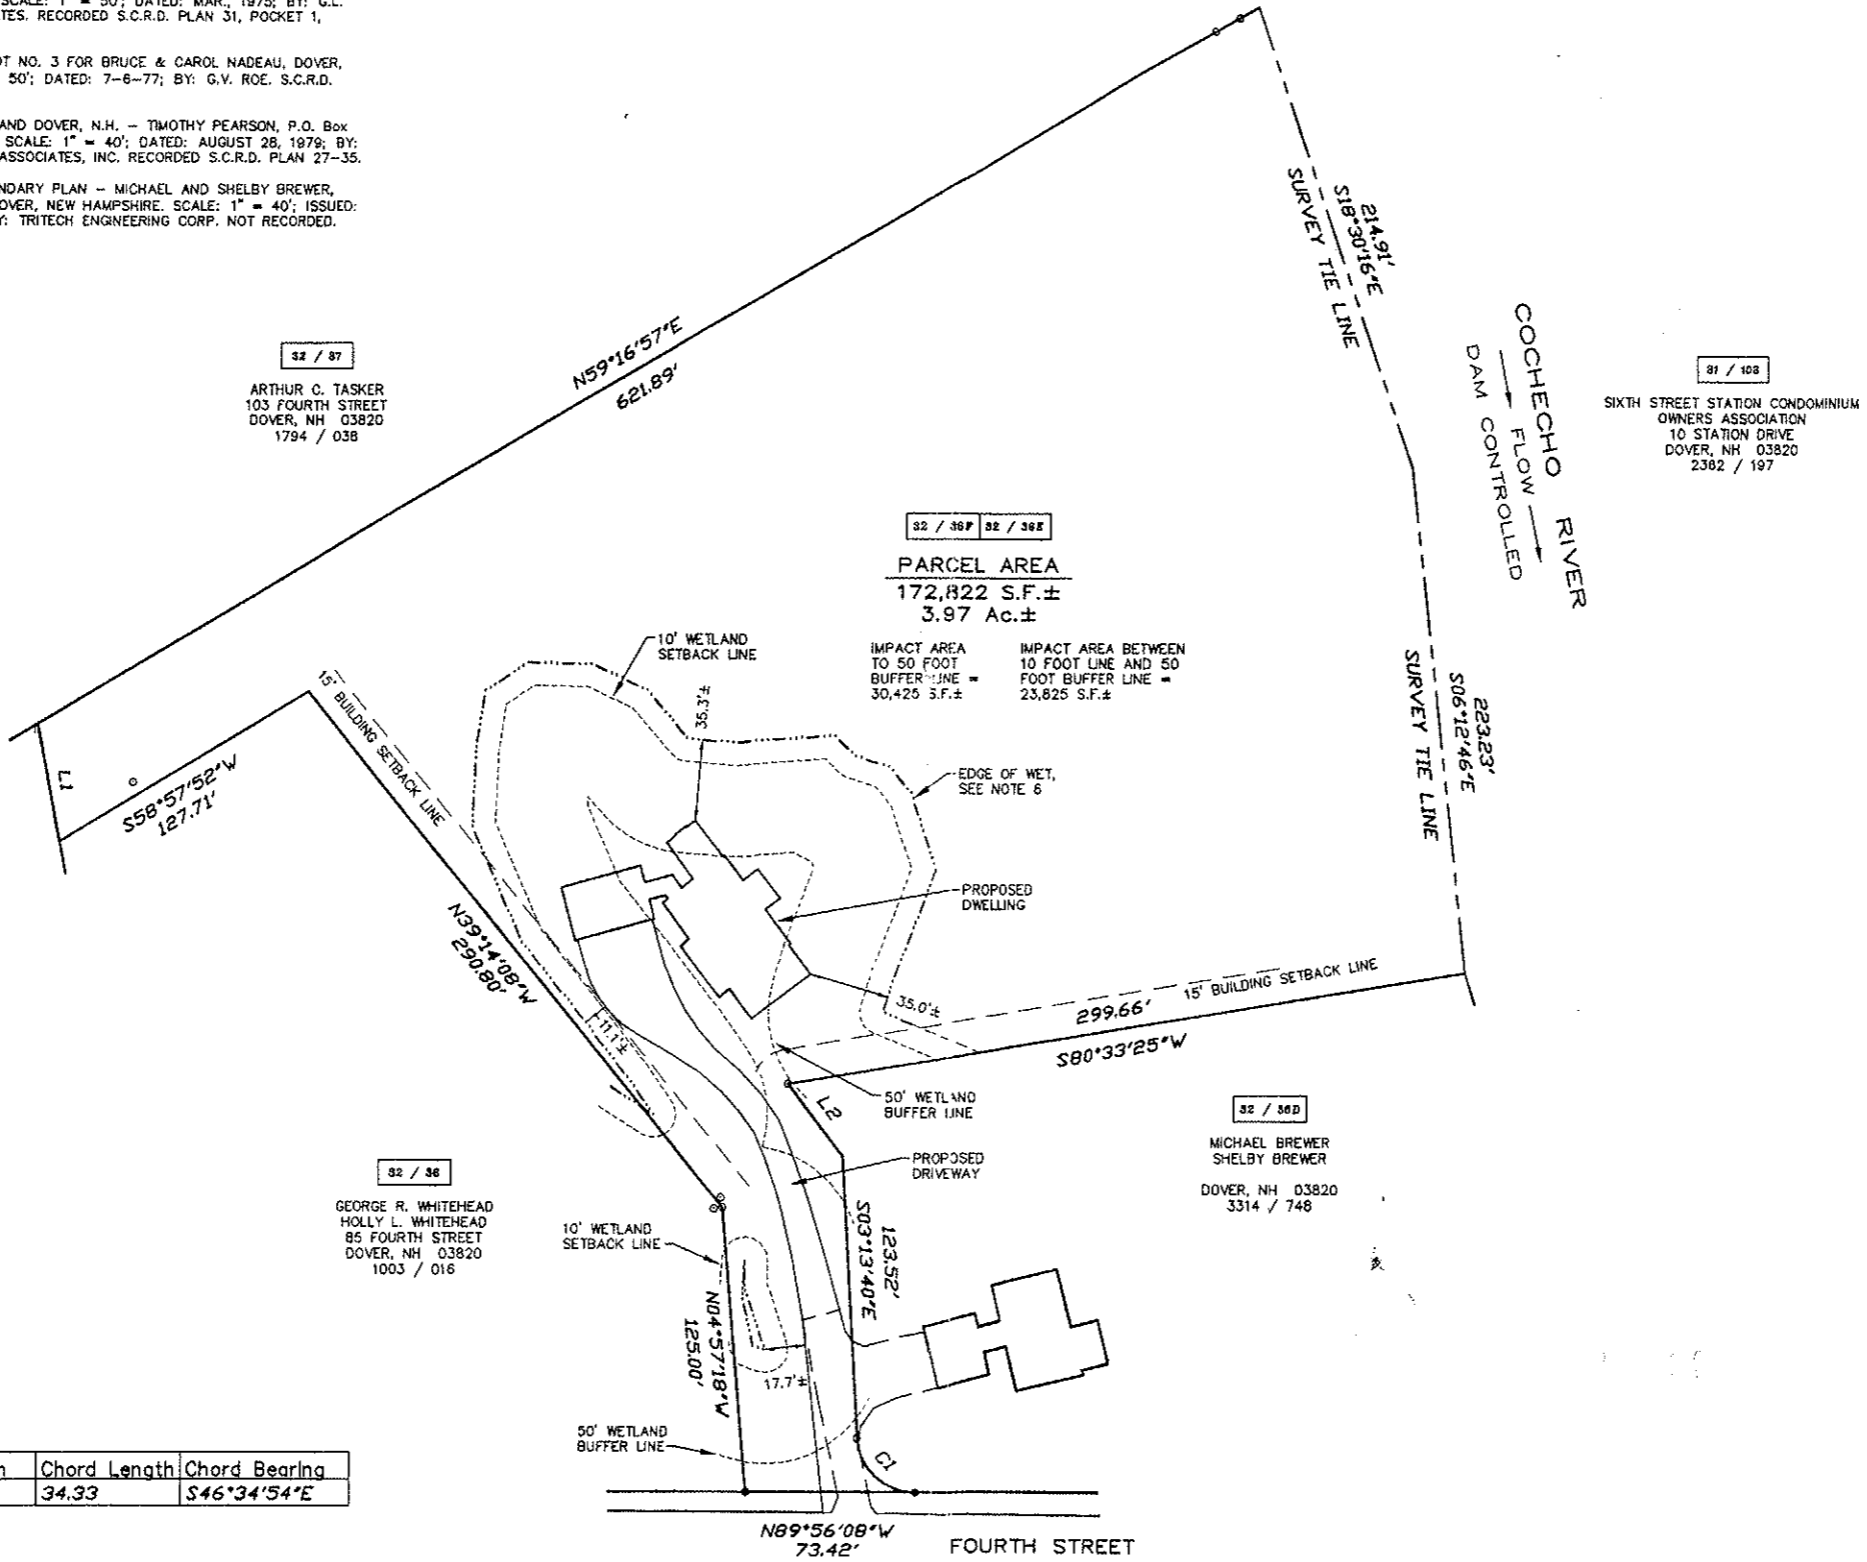 SCALE: 1" = 50'; DATED: MAR., 1975; BY: G.L.
TES. RECORDED S.C.R.D. PLAN 31, POCKET 1,
OT NO. 3 FOR BRUCE & CAROL NADEAU, DOVER,
50'; DATED: 7-6-77; BY: G.V. ROE. S.C.R.D.
AND DOVER, N.H. - TIMOTHY PEARSON, P.O. Box
SCALE: 1" = 40'; DATED: AUGUST 28, 1979; BY:
ASSOCIATES, INC. RECORDED S.C.R.D. PLAN 27-35.
NDARY PLAN - MICHAEL AND SHELBY BREWER,
OVER, NEW HAMPSHIRE. SCALE: 1" = 40'; ISSUED:
Y: TRITECH ENGINEERING CORP. NOT RECORDED.
214.91'
S18°30'16"E
SURVEY TIE LINE
COCHECHO RIVER
FLOW
DAM CONTROLLED
32 / 37
ARTHUR C. TASKER
103 FOURTH STREET
DOVER, NH 03820
1794 / 038
N59°16'57"E
621.89'
31 / 103
SIXTH STREET STATION CONDOMINIUM
OWNERS ASSOCIATION
10 STATION DRIVE
DOVER, NH 03820
2382 / 197
32 / 36F 32 / 36E
PARCEL AREA
172,822 S.F.±
3.97 Ac.±
IMPACT AREA
TO 50 FOOT
BUFFER LINE =
30,425 S.F.±
IMPACT AREA BETWEEN
10 FOOT LINE AND 50
FOOT BUFFER LINE =
23,825 S.F.±
10' WETLAND
SETBACK LINE
15' BUILDING SETBACK LINE
35.3'±
223.23'
S06°12'46"E
SURVEY TIE LINE
L1
S58°57'52"W
127.71'
EDGE OF WET,
SEE NOTE 6
PROPOSED
DWELLING
N39°14'08"W
290.80'
11.1'±
35.0'±
15' BUILDING SETBACK LINE
299.66'
S80°33'25"W
50' WETLAND
BUFFER LINE
L2
32 / 36D
MICHAEL BREWER
SHELBY BREWER
DOVER, NH 03820
3314 / 748
PROPOSED
DRIVEWAY
32 / 36
GEORGE R. WHITEHEAD
HOLLY L. WHITEHEAD
85 FOURTH STREET
DOVER, NH 03820
1003 / 016
10' WETLAND
SETBACK LINE
123.52'
S03°13'40"E
N04°57'18"W
125.00'
17.7'±
50' WETLAND
BUFFER LINE
C1
Chord Length Chord Bearing
34.33 S46°34'54"E
N89°56'08"W
73.42'
FOURTH STREET